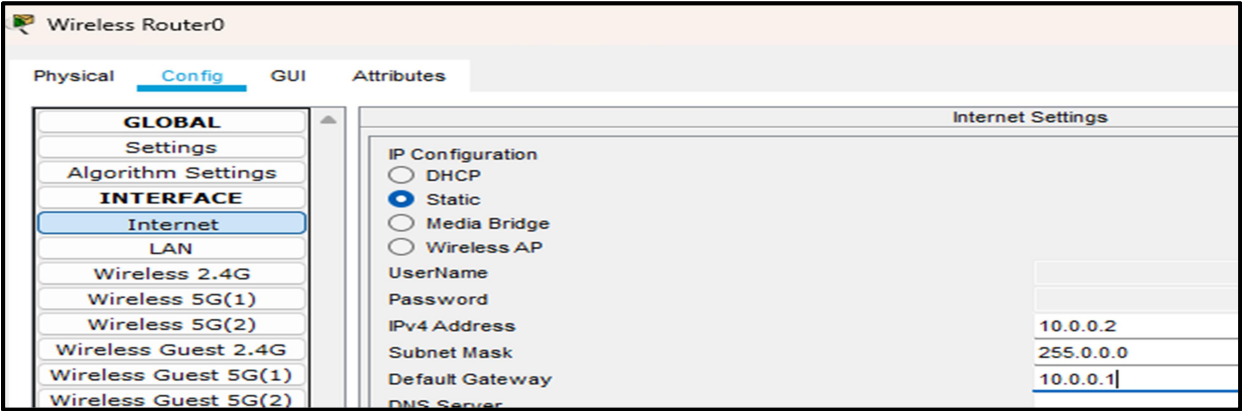 Wireless Router0
Physical Config GUI Attributes
GLOBAL
Settings
Algorithm Settings
INTERFACE
Internet
LAN
Wireless 2.4G
Wireless 5G(1)
Wireless 5G(2)
Wireless Guest 2.4G
Wireless Guest 5G(1)
Wireless Guest 5G(2)
Internet Settings
IP Configuration
DHCP
Static
Media Bridge
Wireless AP
UserName
Password
IPv4 Address 10.0.0.2
Subnet Mask 255.0.0.0
Default Gateway 10.0.0.1
DNS Server